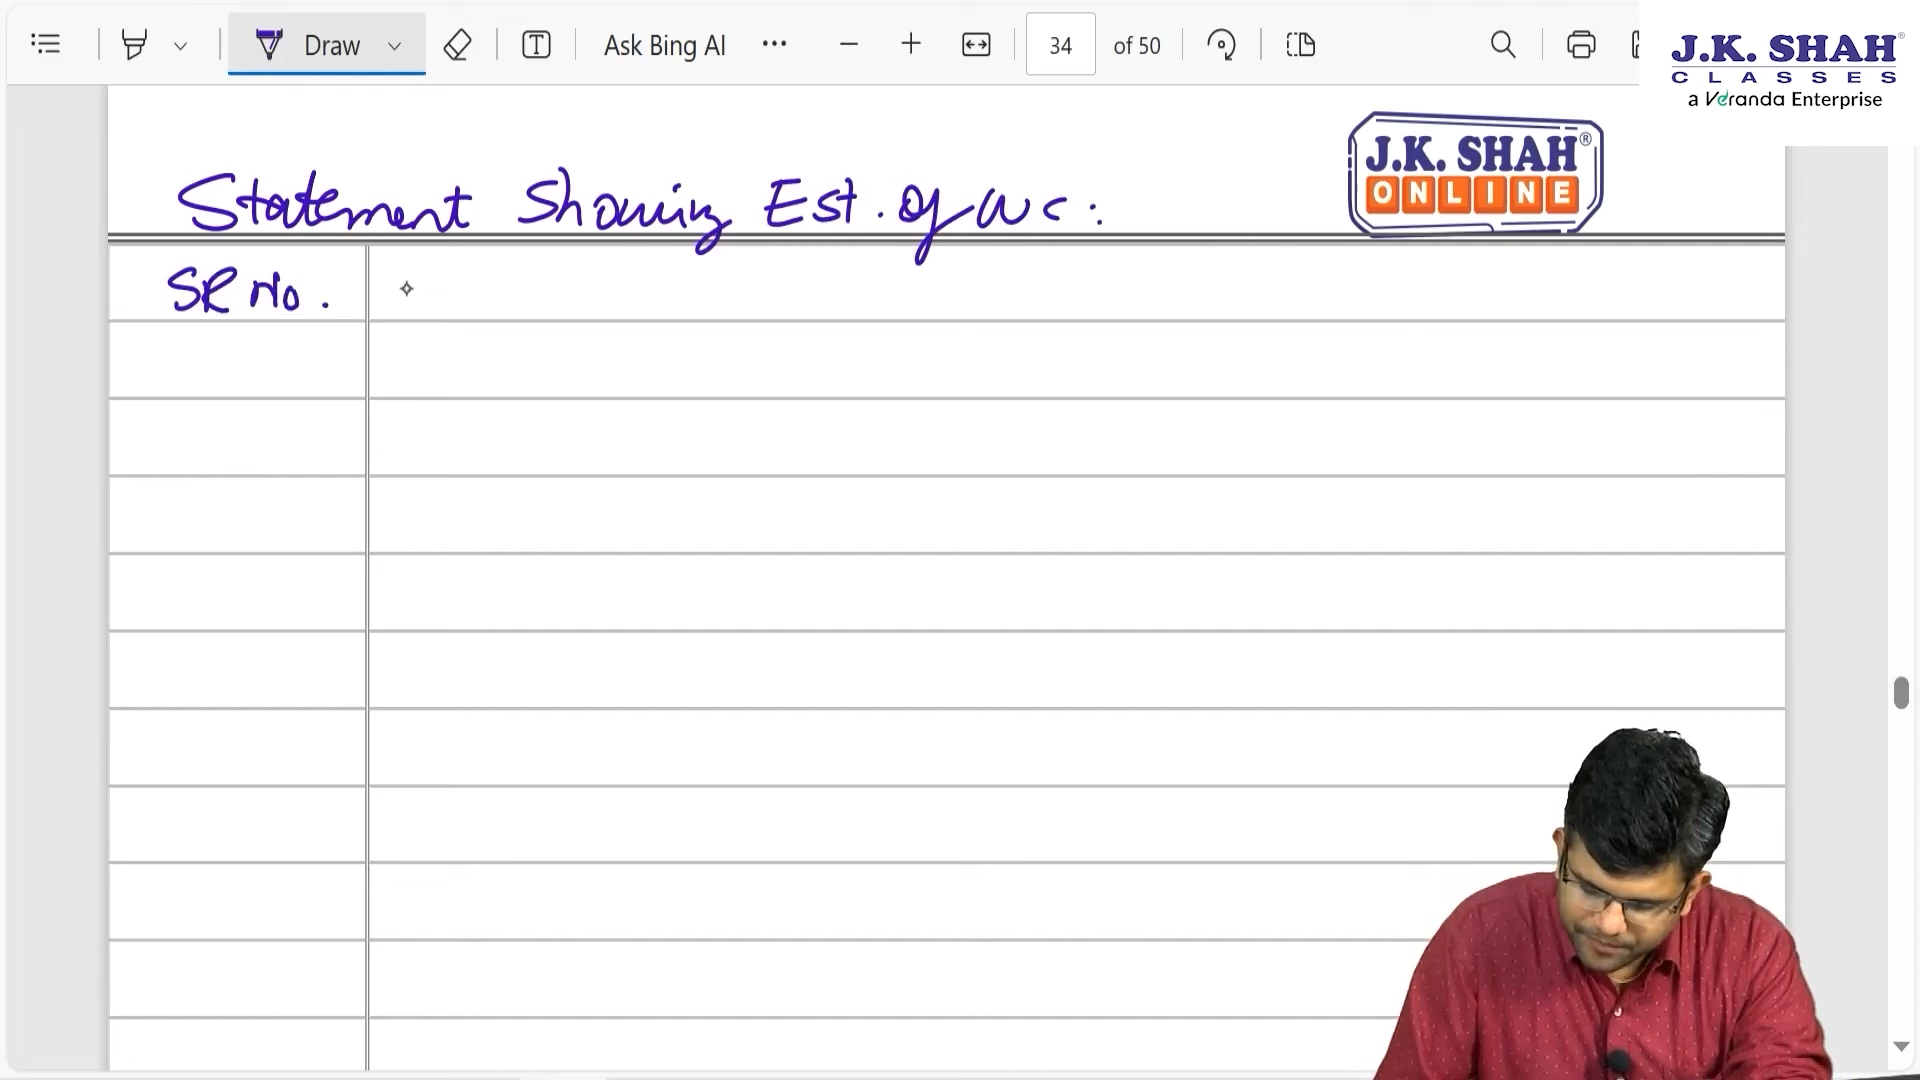 Draw
Ask Bing AI
34 of 50
J.K. SHAH®
CLASSES
a Veranda Enterprise
J.K. SHAH®
ONLINE
Statement Showing Est. of WC :
SR No.